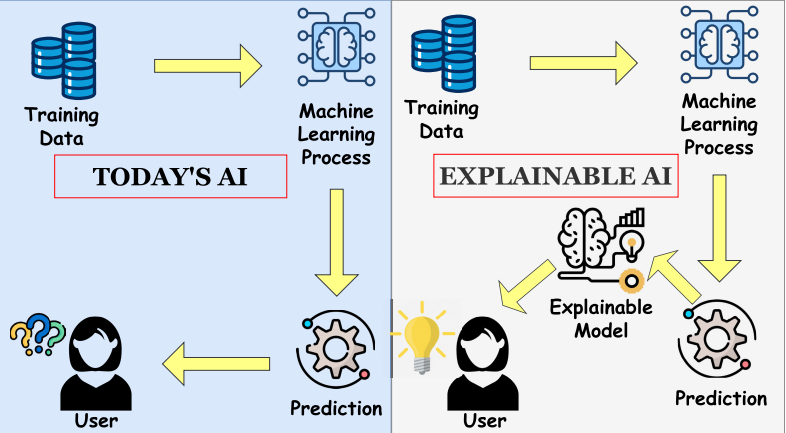 Training
Data
Machine
Learning
Process
TODAY'S AI
Prediction
User
Training
Data
Machine
Learning
Process
EXPLAINABLE AI
Explainable
Model
Prediction
User